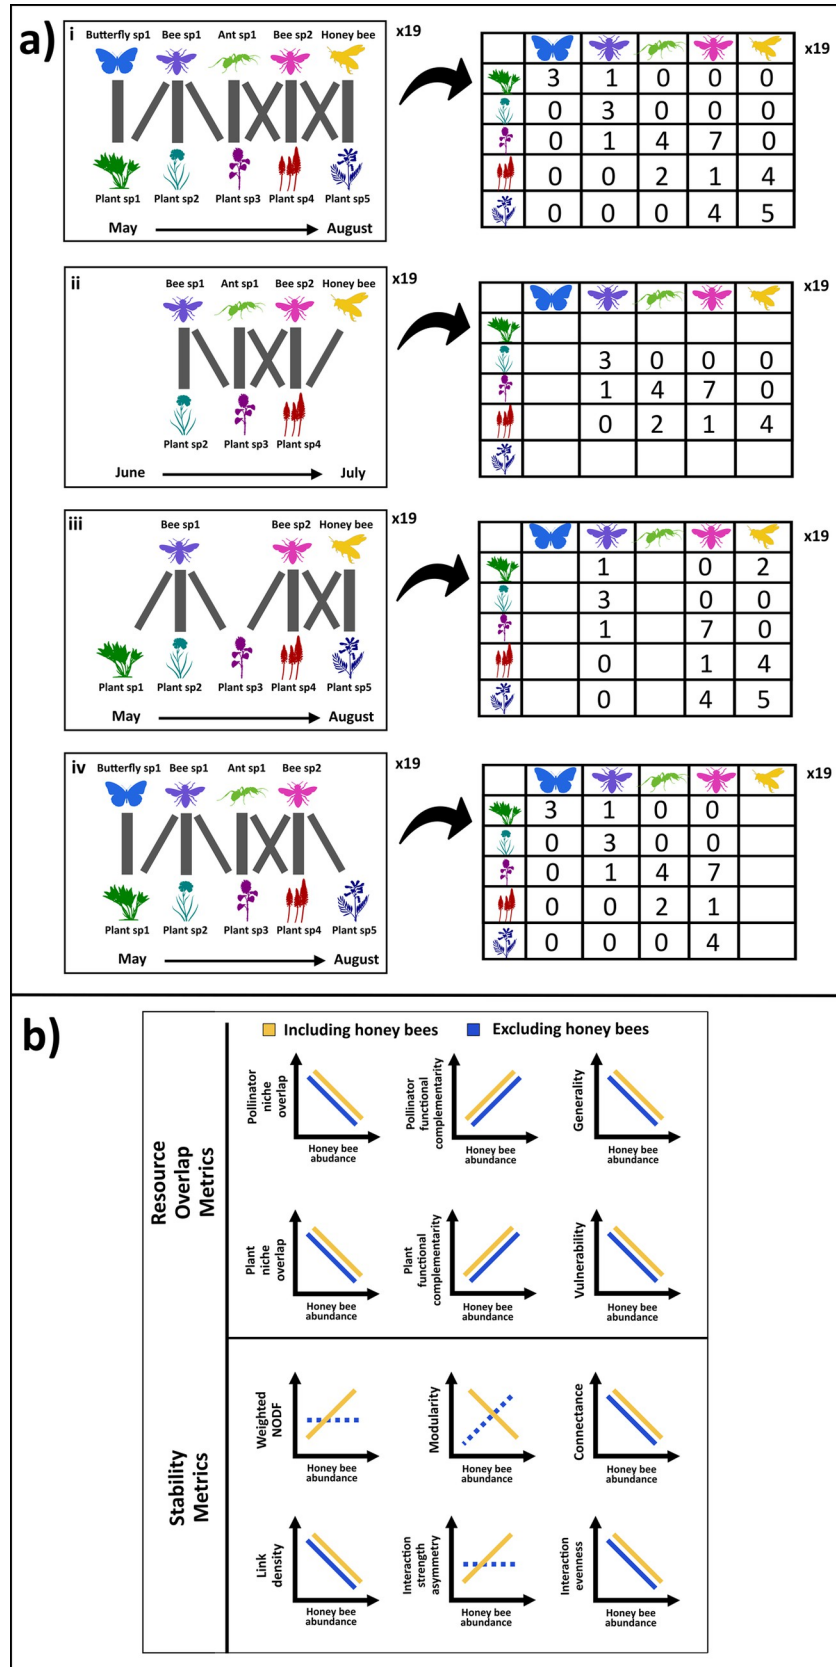 a)
i
x19
Butterfly sp1 Bee sp1 Ant sp1 Bee sp2 Honey bee
Plant sp1 Plant sp2 Plant sp3 Plant sp4 Plant sp5
May August
x19
3 1 0 0 0
0 3 0 0 0
0 1 4 7 0
0 0 2 1 4
0 0 0 4 5
ii
x19
Bee sp1 Ant sp1 Bee sp2 Honey bee
Plant sp2 Plant sp3 Plant sp4
June July
x19
3 0 0 0
1 4 7 0
0 2 1 4
iii
x19
Bee sp1 Bee sp2 Honey bee
Plant sp1 Plant sp2 Plant sp3 Plant sp4 Plant sp5
May August
x19
1 0 2
3 0 0
1 7 0
0 1 4
0 4 5
iv
x19
Butterfly sp1 Bee sp1 Ant sp1 Bee sp2
Plant sp1 Plant sp2 Plant sp3 Plant sp4 Plant sp5
May August
x19
3 1 0 0
0 3 0 0
0 1 4 7
0 0 2 1
0 0 0 4
b)
Including honey bees Excluding honey bees
Resource
Overlap
Metrics
Pollinator
niche
overlap
Honey bee
abudance
Pollinator
functional
complementarity
Honey bee
abundance
Generality
Honey bee
abundance
Plant
niche
overlap
Honey bee
abundance
Plant
functional
complementarity
Honey bee
abundance
Vulnerability
Honey bee
abundance
Stability
Metrics
Weighted
NODF
Honey bee
abundance
Modularity
Honey bee
abundance
Connectance
Honey bee
abundance
Link
density
Honey bee
abundance
Interaction
strength
asymmetry
Honey bee
abundance
Interaction
evenness
Honey bee
abundance